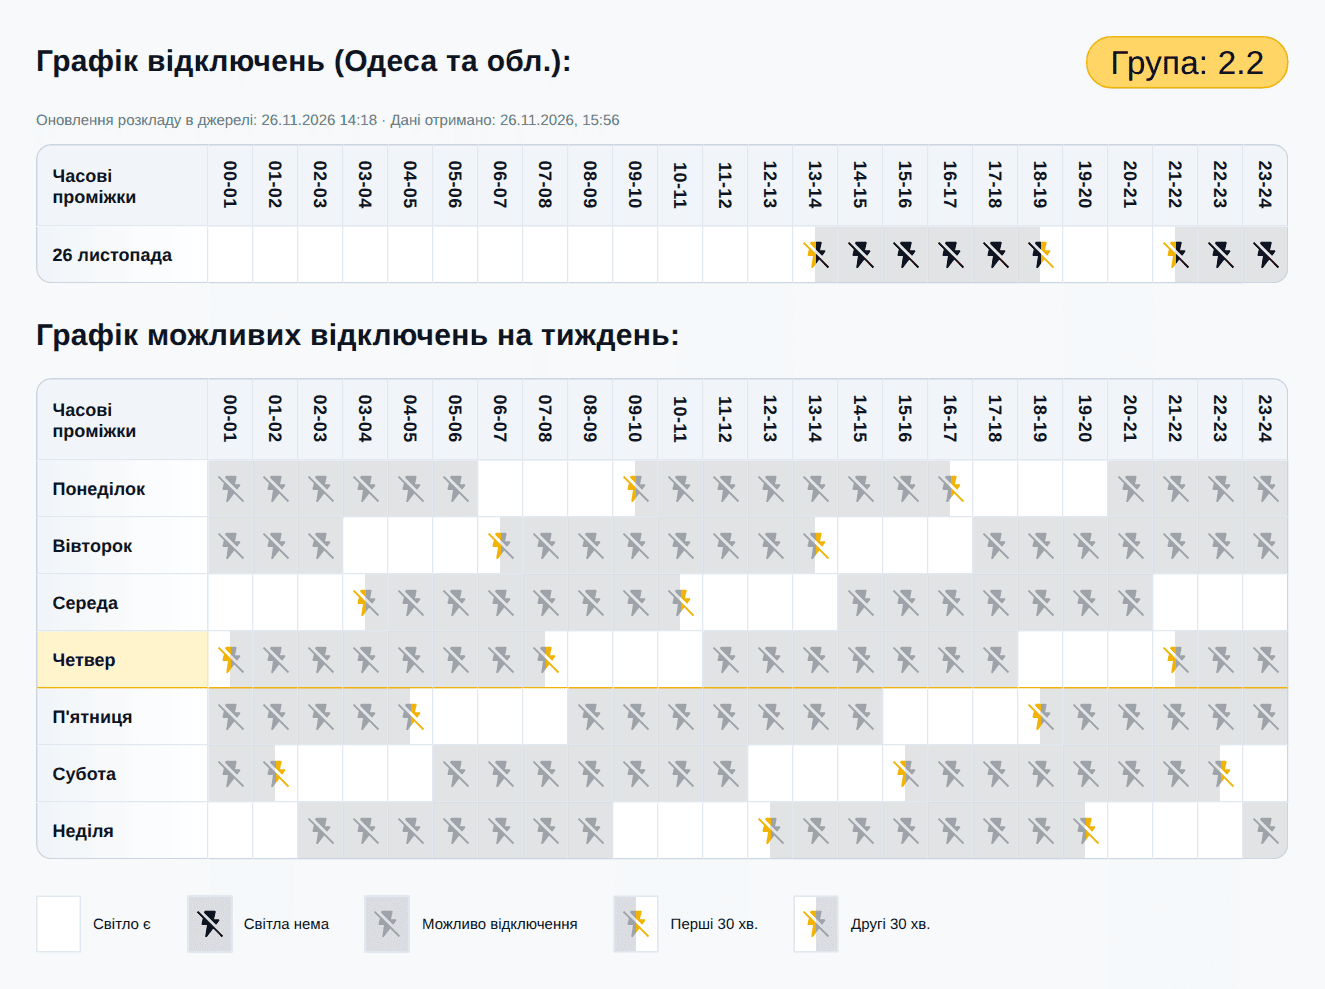 Графік відключень (Одеса та обл.):
Група: 2.2
Оновлення розкладу в джерелі: 26.11.2026 14:18 · Дані отримано: 26.11.2026, 15:56
Часові проміжки 00-01 01-02 02-03 03-04 04-05 05-06 06-07 07-08 08-09 09-10 10-11 11-12 12-13 13-14 14-15 15-16 16-17 17-18 18-19 19-20 20-21 21-22 22-23 23-24
26 листопада
Графік можливих відключень на тиждень:
Часові проміжки 00-01 01-02 02-03 03-04 04-05 05-06 06-07 07-08 08-09 09-10 10-11 11-12 12-13 13-14 14-15 15-16 16-17 17-18 18-19 19-20 20-21 21-22 22-23 23-24
Понеділок
Вівторок
Середа
Четвер
П'ятниця
Субота
Неділя
Світло є Світла нема Можливо відключення Перші 30 хв. Другі 30 хв.